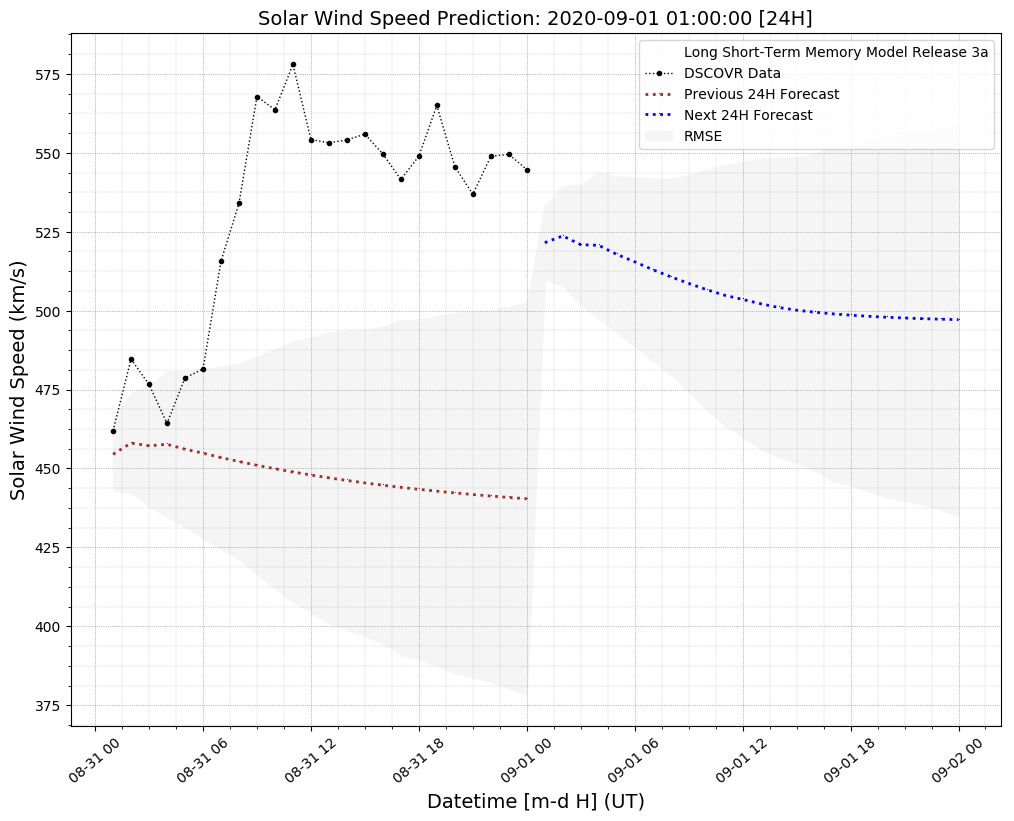 Solar Wind Speed Prediction: 2020-09-01 01:00:00 [24H]
Long Short-Term Memory Model Release 3a
DSCOVR Data
Previous 24H Forecast
Next 24H Forecast
RMSE
Solar Wind Speed (km/s)
575
550
525
500
475
450
425
400
375
08-31 00
08-31 06
08-31 12
08-31 18
09-01 00
09-01 06
09-01 12
09-01 18
09-02 00
Datetime [m-d H] (UT)